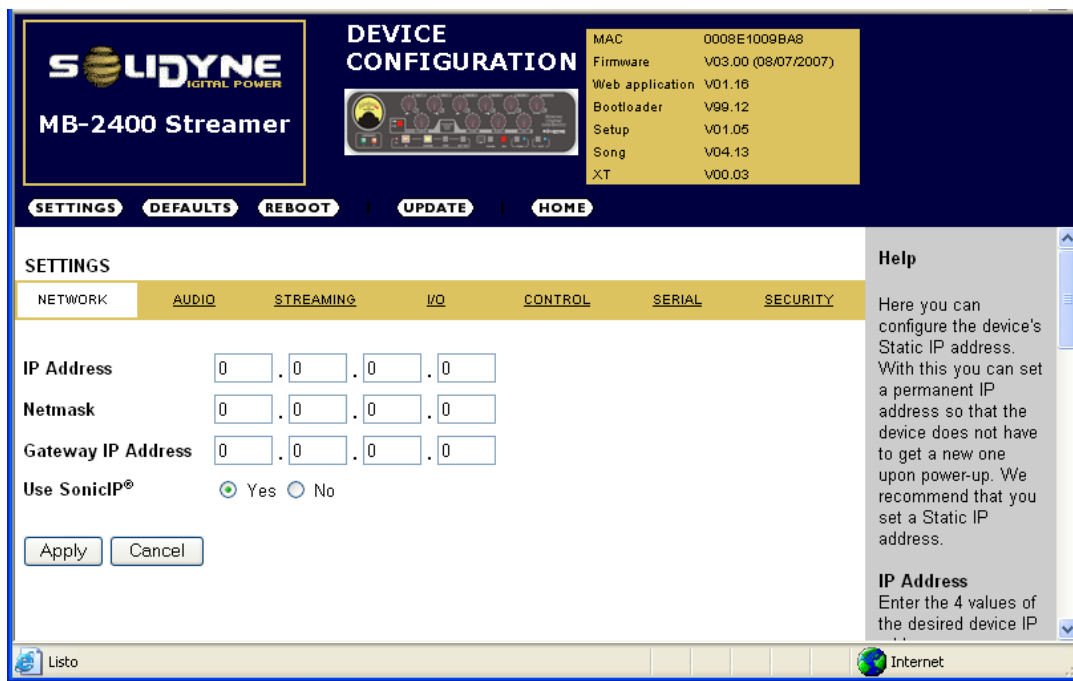 SOLIDYNE
DIGITAL POWER
MB-2400 Streamer
DEVICE
CONFIGURATION
MAC 0008E1009BA8
Firmware V03.00 (08/07/2007)
Web application V01.16
Bootloader V99.12
Setup V01.05
Song V04.13
XT V00.03
SETTINGS DEFAULTS REBOOT UPDATE HOME
SETTINGS
NETWORK AUDIO STREAMING I/O CONTROL SERIAL SECURITY
IP Address 0 . 0 . 0 . 0
Netmask 0 . 0 . 0 . 0
Gateway IP Address 0 . 0 . 0 . 0
Use SonicIP® Yes No
Apply Cancel
Help
Here you can
configure the device's
Static IP address.
With this you can set
a permanent IP
address so that the
device does not have
to get a new one
upon power-up. We
recommend that you
set a Static IP
address.
IP Address
Enter the 4 values of
the desired device IP
Listo Internet